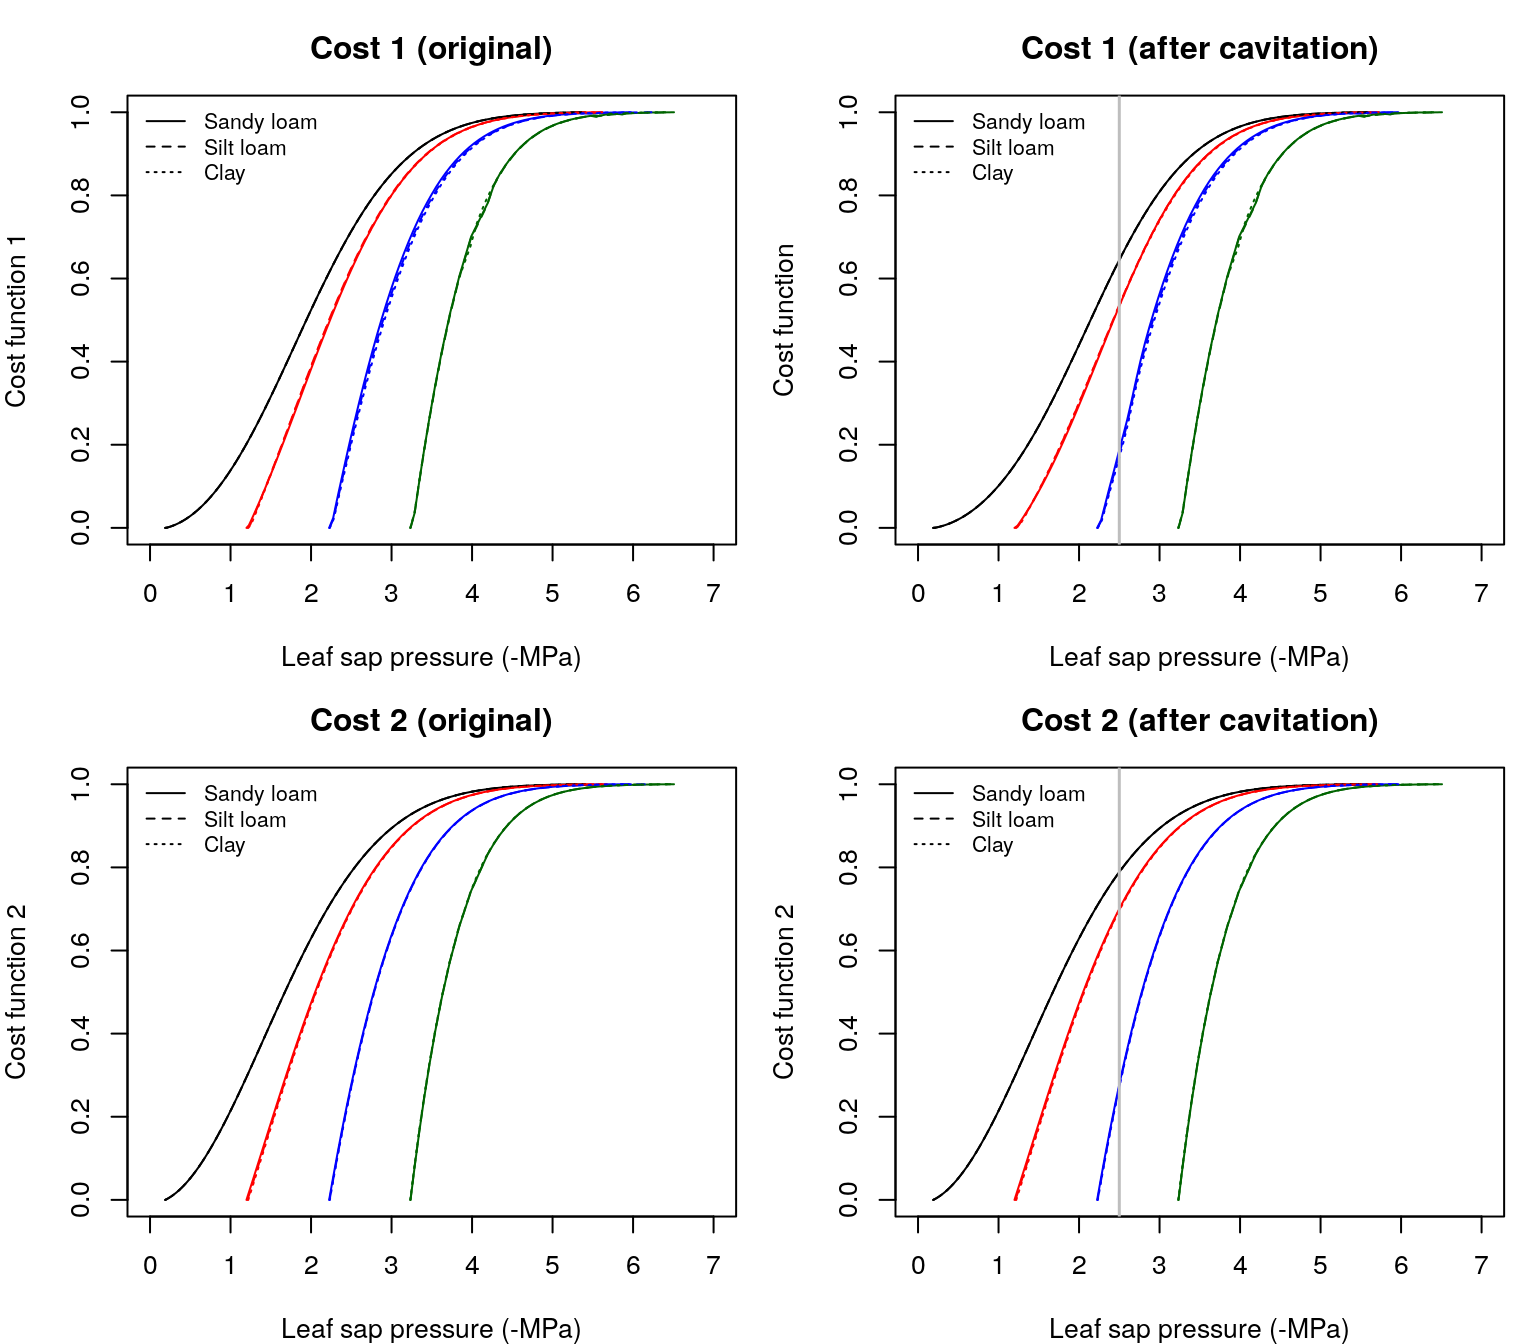 Cost 1 (original)
Cost function 1
1.0
0.8
0.6
0.4
0.2
0.0
Sandy loam
Silt loam
Clay
0 1 2 3 4 5 6 7
Leaf sap pressure (-MPa)
Cost 1 (after cavitation)
Cost function
1.0
0.8
0.6
0.4
0.2
0.0
Sandy loam
Silt loam
Clay
0 1 2 3 4 5 6 7
Leaf sap pressure (-MPa)
Cost 2 (original)
Cost function 2
1.0
0.8
0.6
0.4
0.2
0.0
Sandy loam
Silt loam
Clay
0 1 2 3 4 5 6 7
Leaf sap pressure (-MPa)
Cost 2 (after cavitation)
Cost function 2
1.0
0.8
0.6
0.4
0.2
0.0
Sandy loam
Silt loam
Clay
0 1 2 3 4 5 6 7
Leaf sap pressure (-MPa)